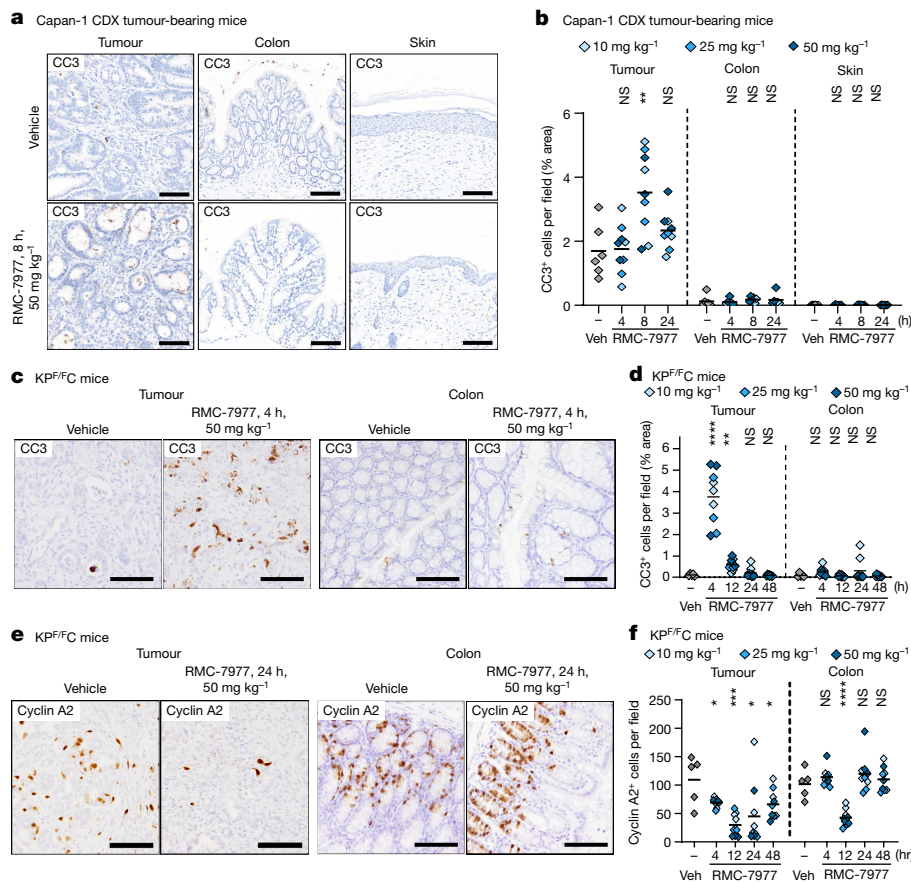 a Capan-1 CDX tumour-bearing mice
Tumour Colon Skin
Vehicle
CC3 CC3 CC3
RMC-7977, 8 h,
50 mg kg⁻¹
CC3 CC3 CC3
b Capan-1 CDX tumour-bearing mice
10 mg kg⁻¹ 25 mg kg⁻¹ 50 mg kg⁻¹
Tumour Colon Skin
NS ** NS NS NS NS NS NS NS
CC3⁺ cells per field (% area)
6
4
2
0
– 4 8 24 – 4 8 24 – 4 8 24 (h)
Veh RMC-7977 Veh RMC-7977 Veh RMC-7977
c KP^F/FC mice
Tumour Colon
Vehicle RMC-7977, 4 h,
50 mg kg⁻¹
Vehicle RMC-7977, 4 h,
50 mg kg⁻¹
CC3 CC3 CC3 CC3
d KP^F/FC mice
10 mg kg⁻¹ 25 mg kg⁻¹ 50 mg kg⁻¹
Tumour Colon
**** ** NS NS NS NS NS NS
CC3⁺ cells per field (% area)
6
5
4
3
2
1
0
– 4 12 24 48 – 4 12 24 48 (h)
Veh RMC-7977 Veh RMC-7977
e KP^F/FC mice
Tumour Colon
Vehicle RMC-7977, 24 h,
50 mg kg⁻¹
Vehicle RMC-7977, 24 h,
50 mg kg⁻¹
Cyclin A2 Cyclin A2 Cyclin A2 Cyclin A2
f KP^F/FC mice
10 mg kg⁻¹ 25 mg kg⁻¹ 50 mg kg⁻¹
Tumour Colon
* *** * * NS **** NS NS
Cyclin A2⁺ cells per field
250
200
150
100
50
0
– 4 12 24 48 – 4 12 24 48 (hr)
Veh RMC-7977 Veh RMC-7977